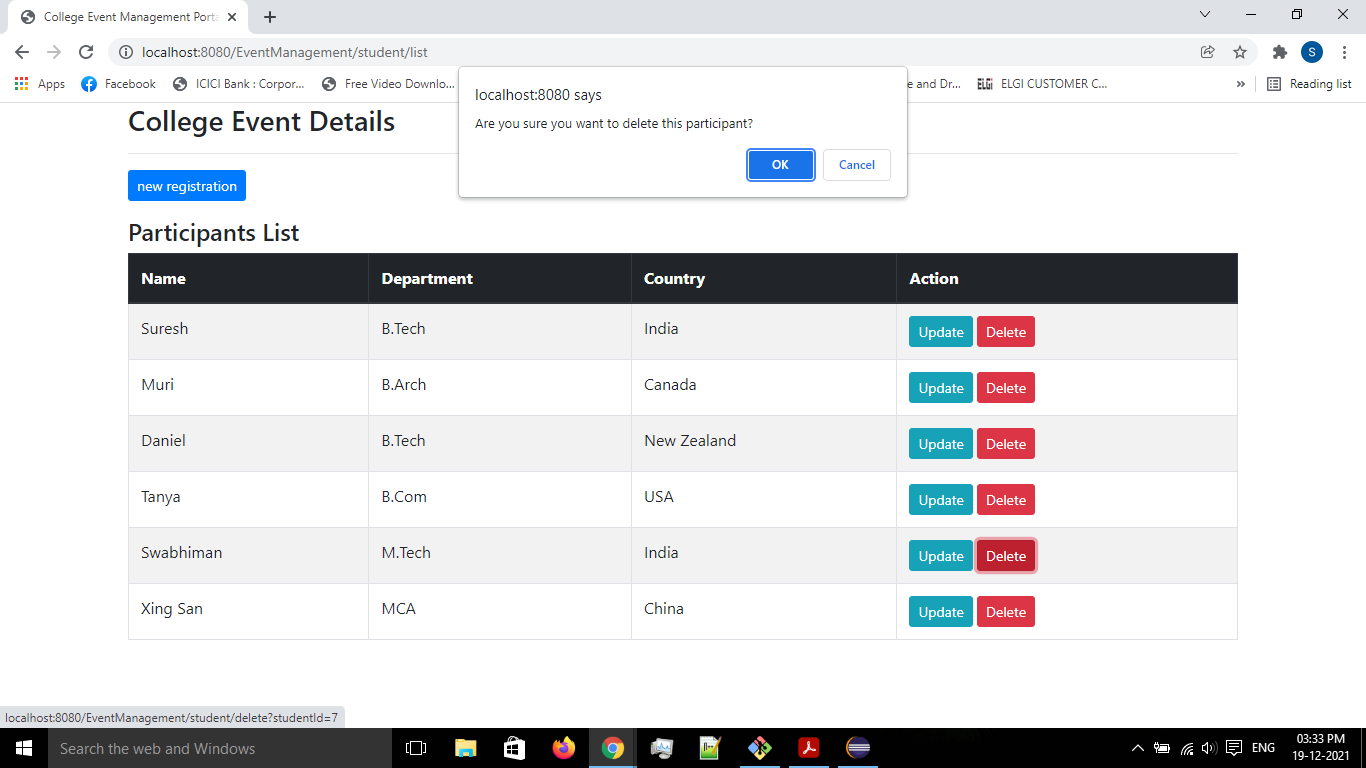 College Event Management Porta
localhost:8080/EventManagement/student/list
S
Apps
Facebook
ICICI Bank : Corpor...
Free Video Downlo...
e and Dr...
ELGI
ELGI CUSTOMER C...
»
Reading list
localhost:8080 says
Are you sure you want to delete this participant?
OK
Cancel
College Event Details
new registration
Participants List
Name Department Country Action
Suresh B.Tech India Update Delete
Muri B.Arch Canada Update Delete
Daniel B.Tech New Zealand Update Delete
Tanya B.Com USA Update Delete
Swabhiman M.Tech India Update Delete
Xing San MCA China Update Delete
localhost:8080/EventManagement/student/delete?studentId=7
Search the web and Windows
ENG
03:33 PM
19-12-2021